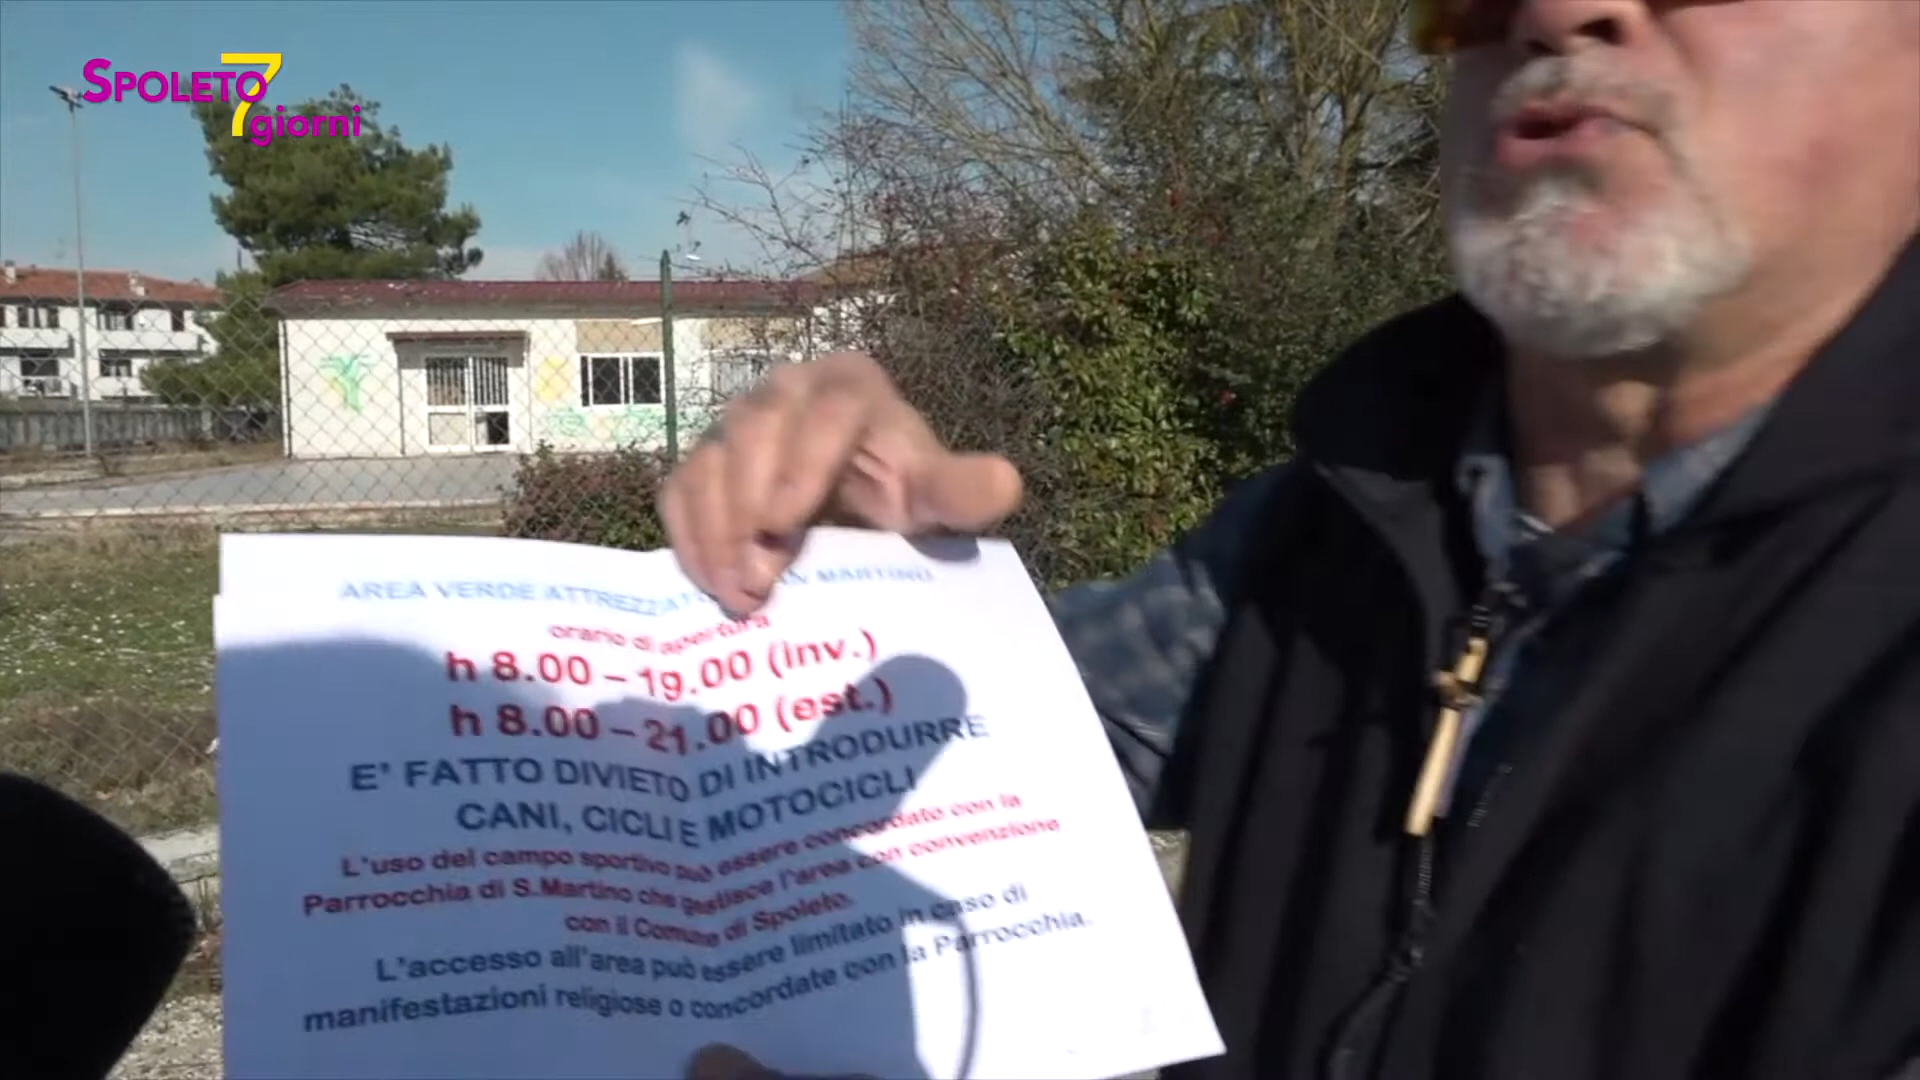 SPOLETO 7 giorni
AREA VERDE ATTREZZATA SAN MARTINO
orario di apertura
h 8.00 – 19.00 (inv.)
h 8.00 – 21.00 (est.)
E' FATTO DIVIETO DI INTRODURRE
CANI, CICLI E MOTOCICLI
L'uso del campo sportivo può essere concordato con la
Parrocchia di S.Martino che gestisce l'area con convenzione
con il Comune di Spoleto.
L'accesso all'area può essere limitato in caso di
manifestazioni religiose o concordate con la Parrocchia.